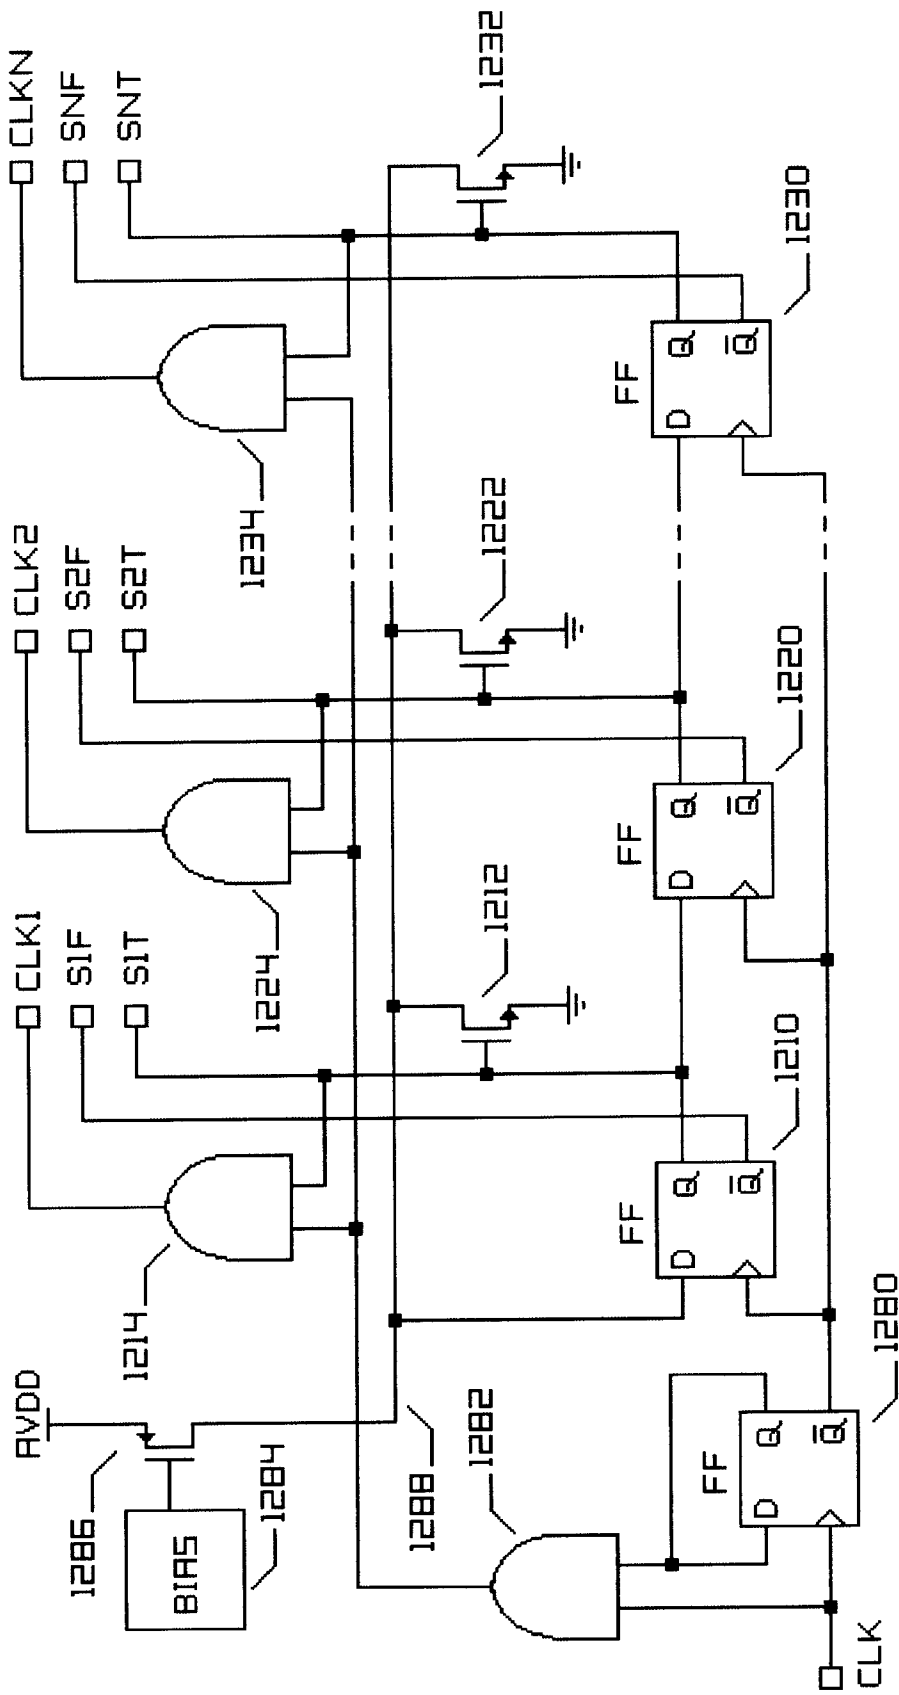 CLKN
SNF
SNT
1232
1234
FF
D
Q
Q̅
1230
CLK2
S2F
S2T
1222
1224
FF
D
Q
Q̅
1220
CLK1
S1F
S1T
1212
1214
FF
D
Q
Q̅
1210
AVDD
1286
BIAS
1284
1288
1282
FF
D
Q
Q̅
1280
CLK